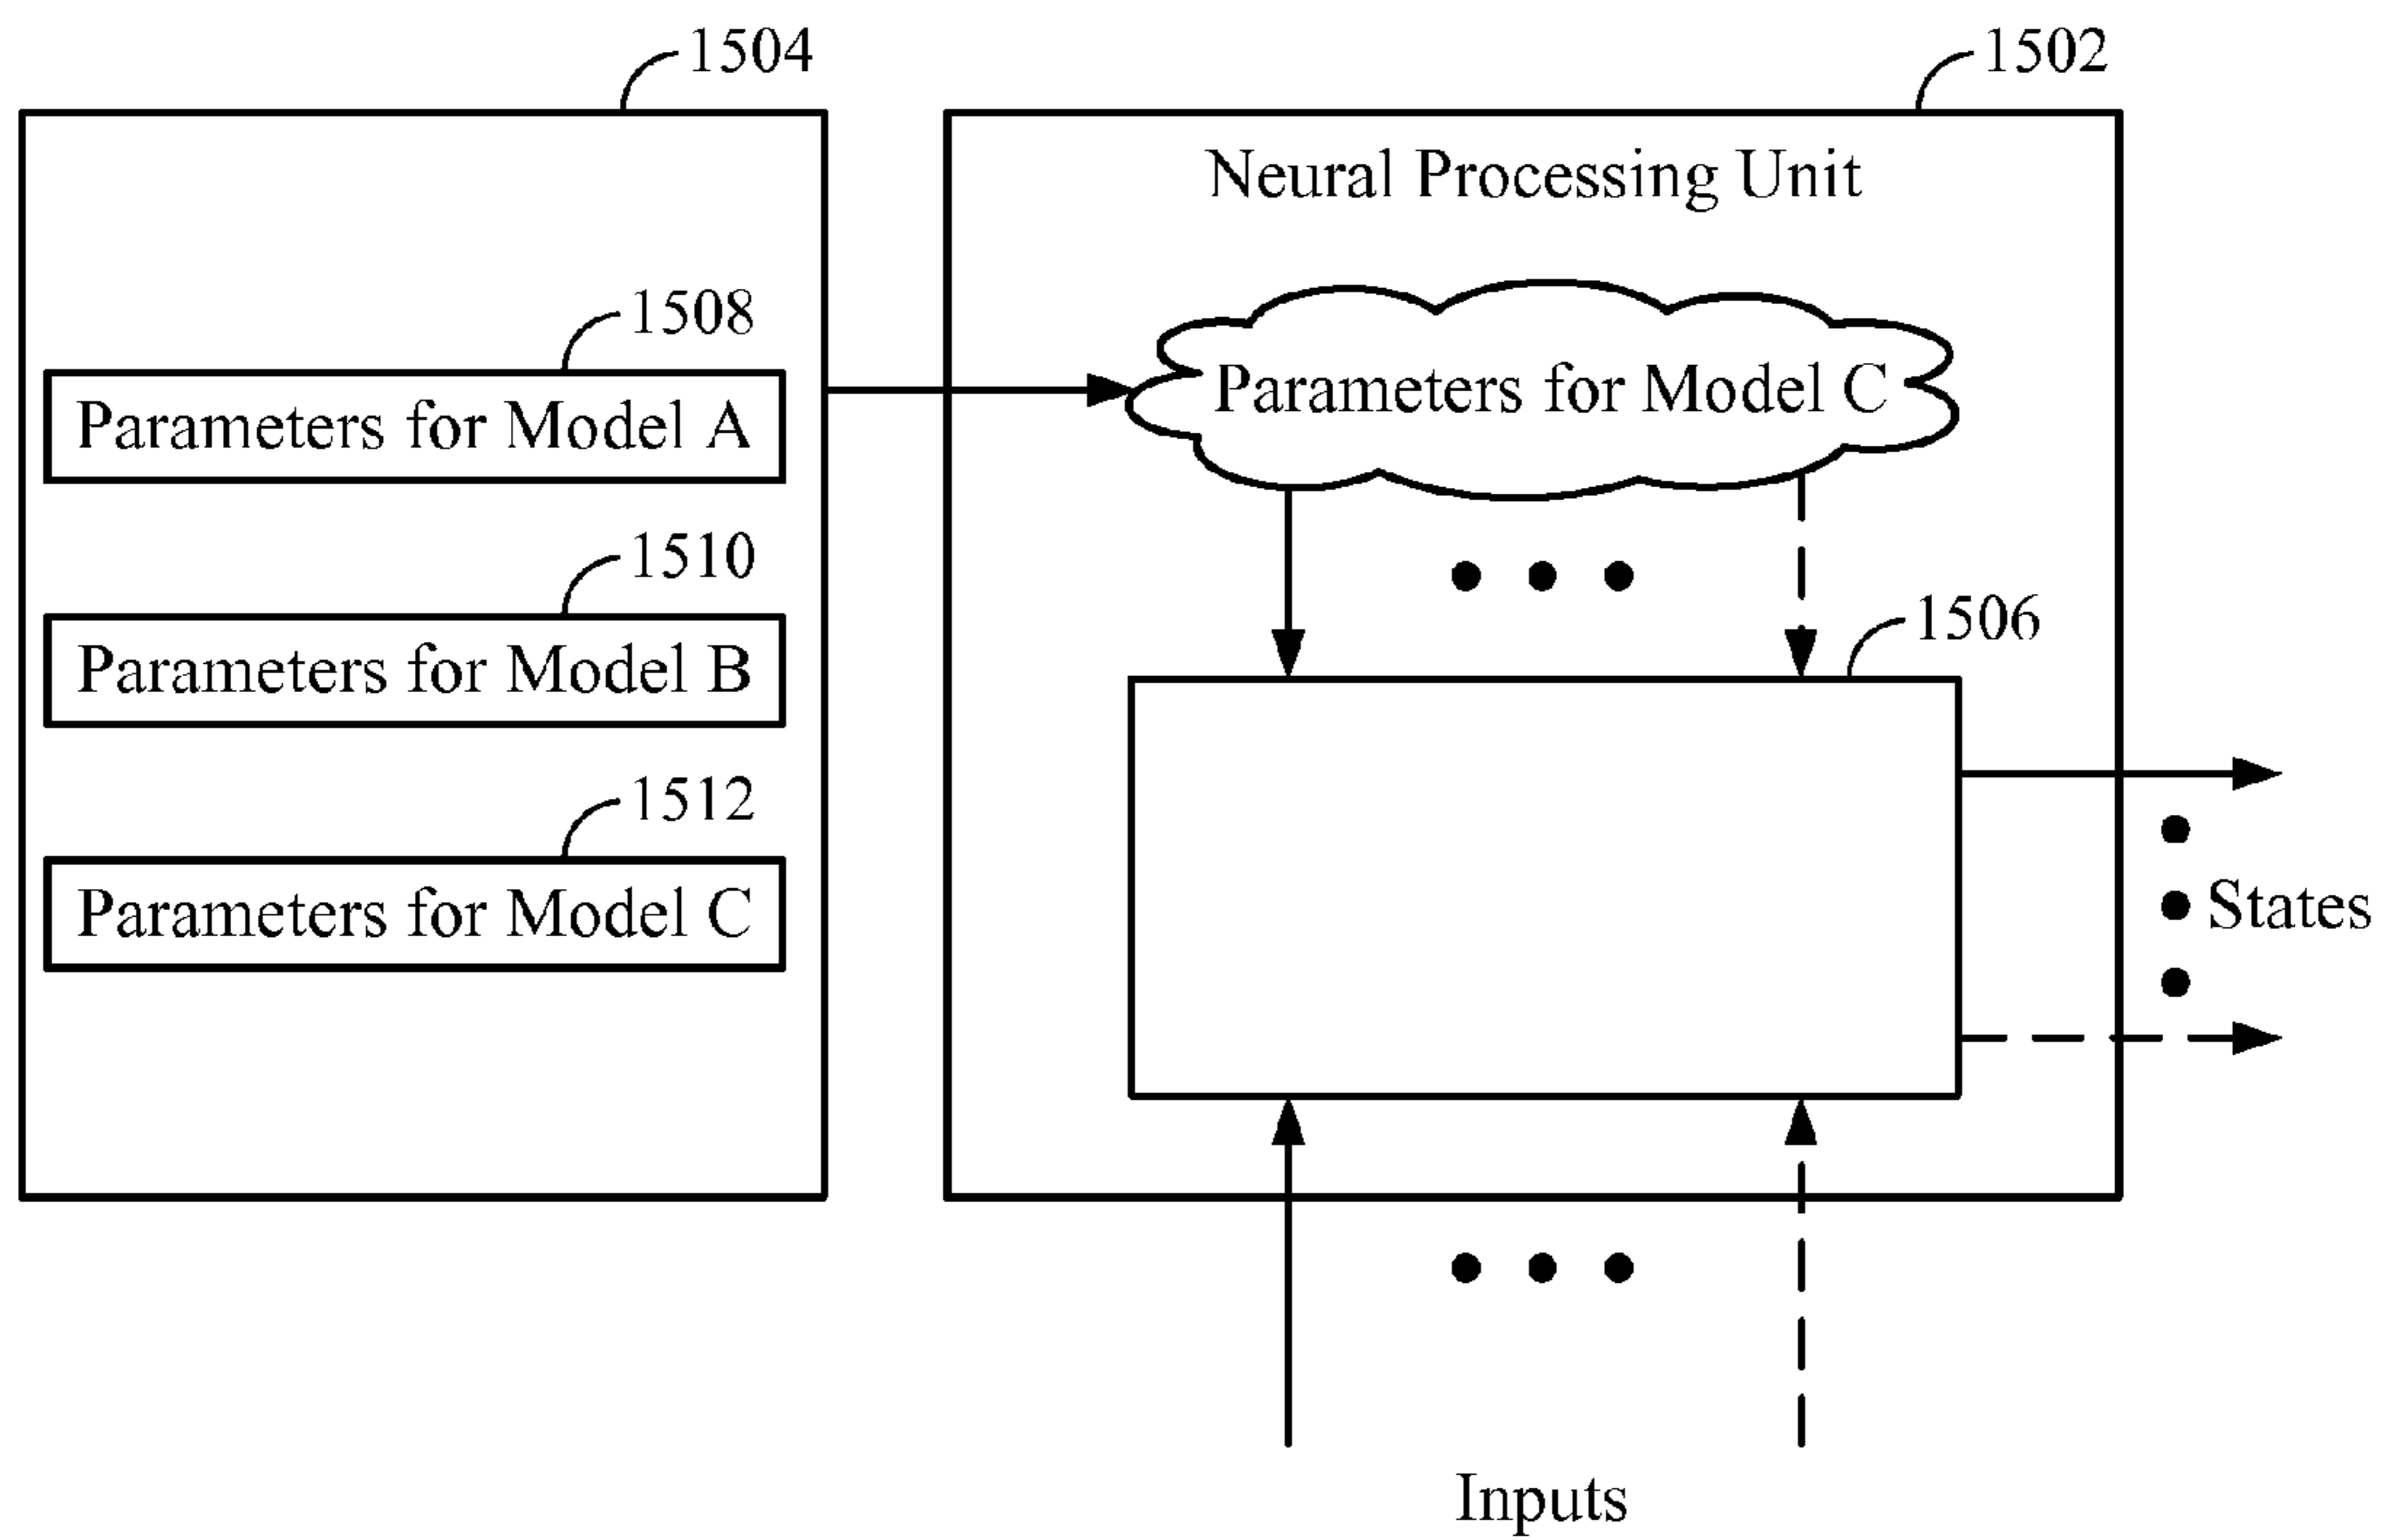 1504
1502
Neural Processing Unit
1508
Parameters for Model A
Parameters for Model C
1510
Parameters for Model B
1506
1512
Parameters for Model C
States
Inputs